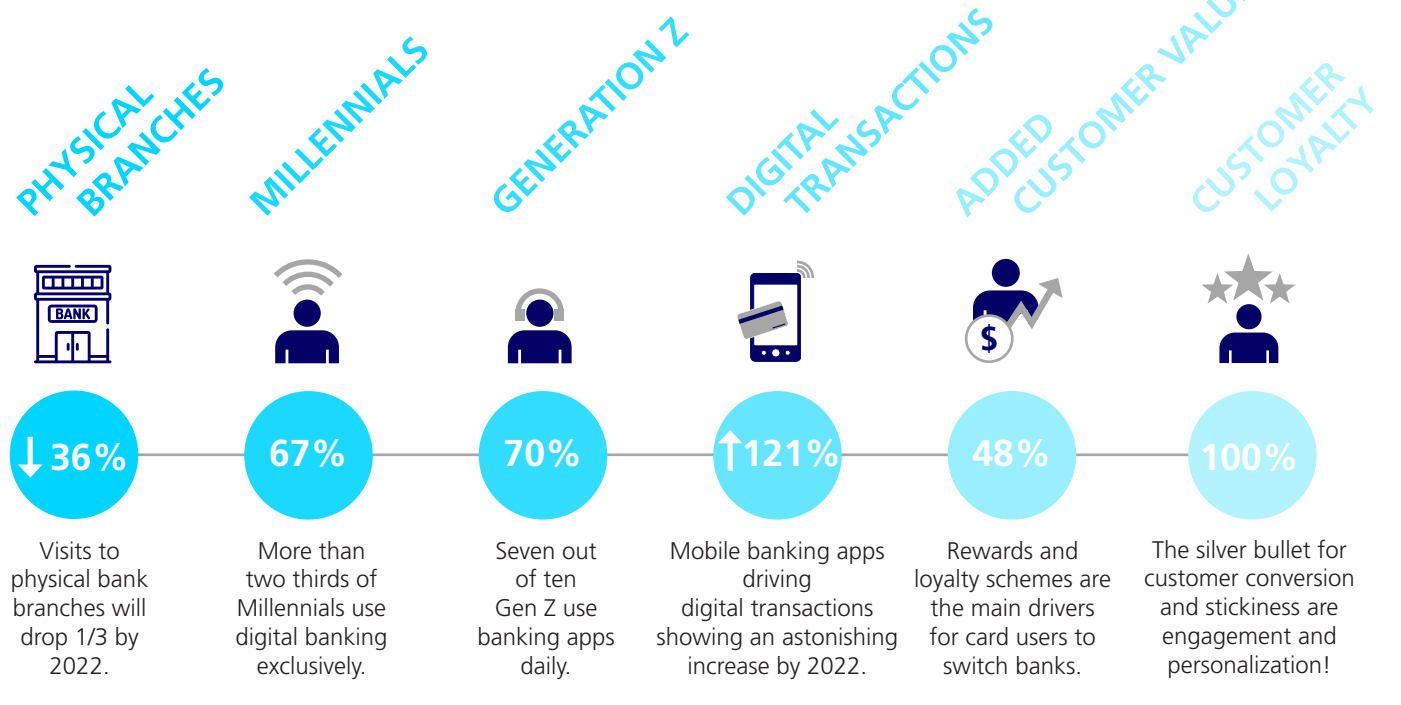 PHYSICAL
BRANCHES
MILLENNIALS
GENERATION Z
DIGITAL
TRANSACTIONS
ADDED
CUSTOMER VALUE
CUSTOMER
LOYALTY
BANK
$
↓ 36%
67%
70%
↑121%
48%
100%
Visits to
physical bank
branches will
drop 1/3 by
2022.
More than
two thirds of
Millennials use
digital banking
exclusively.
Seven out
of ten
Gen Z use
banking apps
daily.
Mobile banking apps
driving
digital transactions
showing an astonishing
increase by 2022.
Rewards and
loyalty schemes are
the main drivers
for card users to
switch banks.
The silver bullet for
customer conversion
and stickiness are
engagement and
personalization!